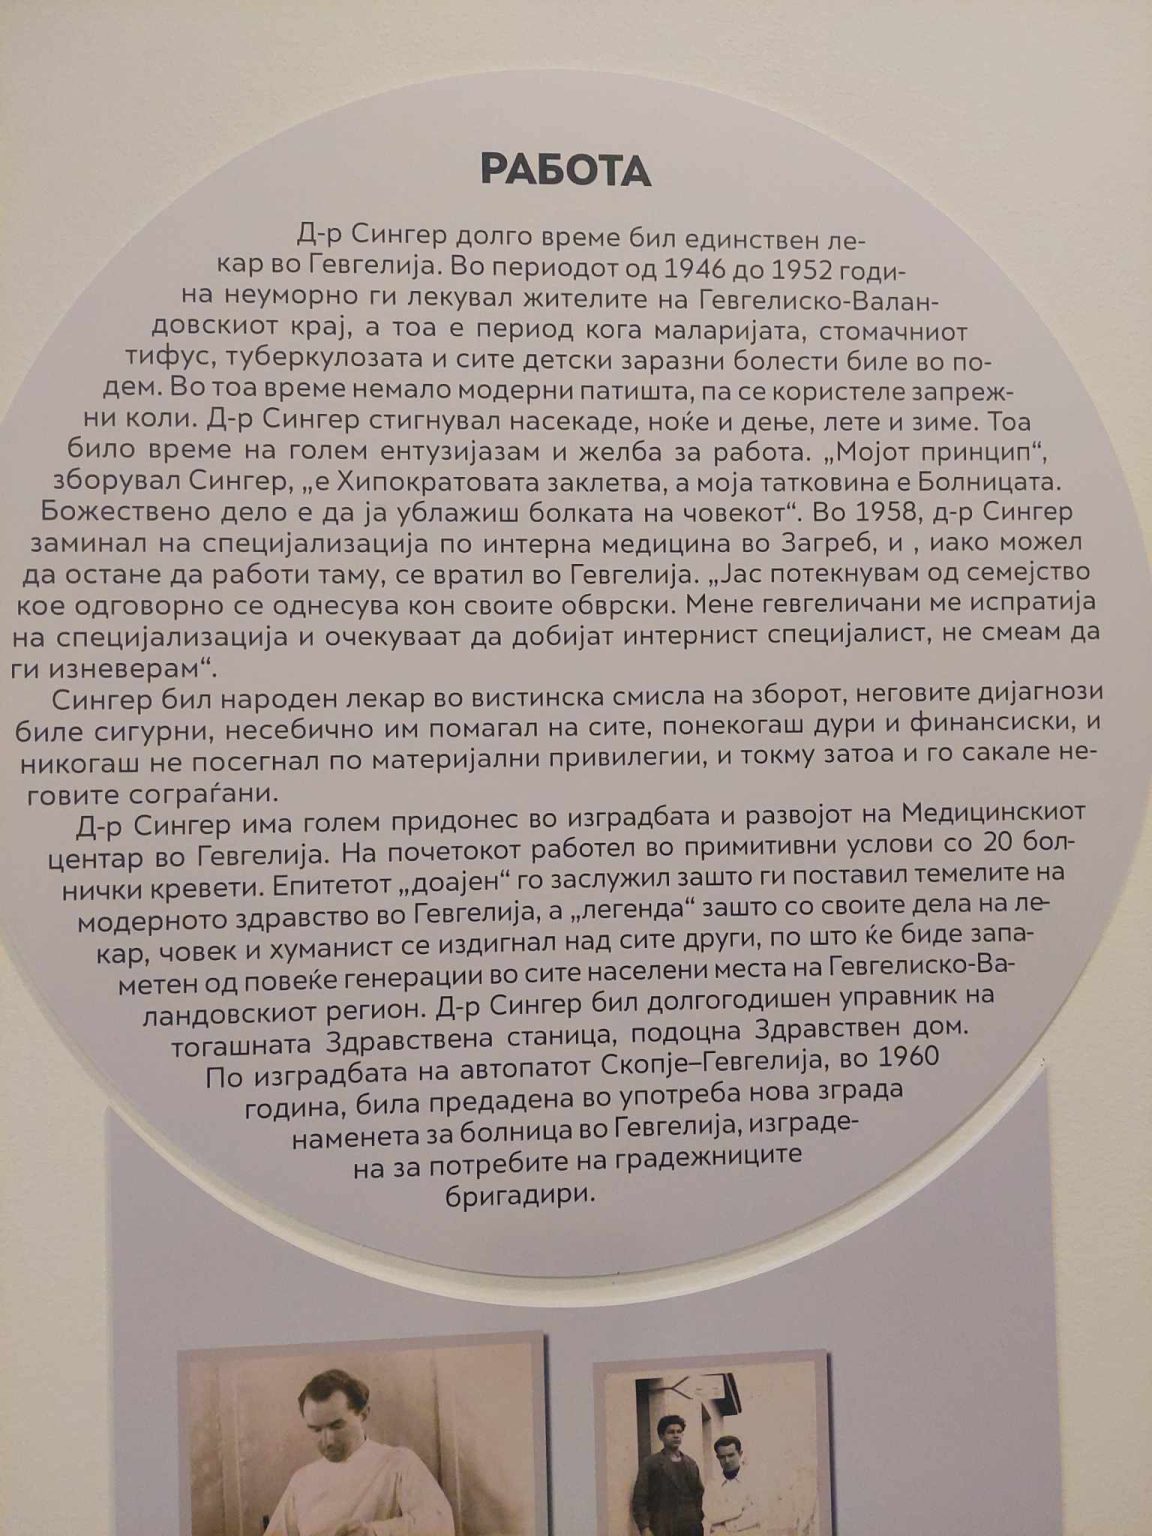 РАБОТА
Д-р Сингер долго време бил единствен ле-
кар во Гевгелија. Во периодот од 1946 до 1952 годи-
на неуморно ги лекувал жителите на Гевгелиско-Валан-
довскиот крај, а тоа е период кога маларијата, стомачниот
тифус, туберкулозата и сите детски заразни болести биле во по-
дем. Во тоа време немало модерни патишта, па се користеле запреж-
ни коли. Д-р Сингер стигнувал насекаде, ноќе и дење, лете и зиме. Тоа
било време на голем ентузијазам и желба за работа. „Мојот принцип“,
зборувал Сингер, „е Хипократовата заклетва, а моја татковина е Болницата.
Божествено дело е да ја ублажиш болката на човекот“. Во 1958, д-р Сингер
заминал на специјализација по интерна медицина во Загреб, и , иако можел
да остане да работи таму, се вратил во Гевгелија. „Јас потекнувам од семејство
кое одговорно се однесува кон своите обврски. Мене гевгеличани ме испратија
на специјализација и очекуваат да добијат интернист специјалист, не смеам да
ги изневерам“.
Сингер бил народен лекар во вистинска смисла на зборот, неговите дијагнози
биле сигурни, несебично им помагал на сите, понекогаш дури и финансиски, и
никогаш не посегнал по материјални привилегии, и токму затоа и го сакале не-
говите сограѓани.
Д-р Сингер има голем придонес во изградбата и развојот на Медицинскиот
центар во Гевгелија. На почетокот работел во примитивни услови со 20 бол-
нички кревети. Епитетот „доајен“ го заслужил зашто ги поставил темелите на
модерното здравство во Гевгелија, а „легенда“ зашто со своите дела на ле-
кар, човек и хуманист се издигнал над сите други, по што ќе биде запа-
метен од повеќе генерации во сите населени места на Гевгелиско-Ва-
ландовскиот регион. Д-р Сингер бил долгогодишен управник на
тогашната Здравствена станица, подоцна Здравствен дом.
По изградбата на автопатот Скопје–Гевгелија, во 1960
година, била предадена во употреба нова зграда
наменета за болница во Гевгелија, изграде-
на за потребите на градежниците
бригадири.